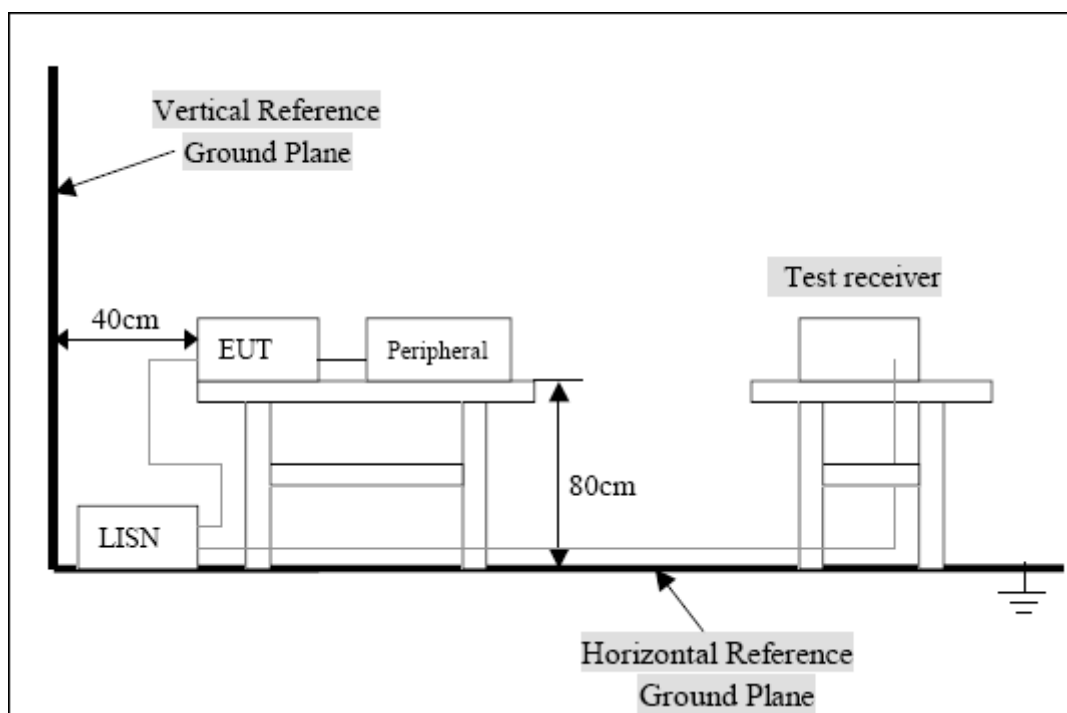 Vertical Reference
Ground Plane
Test receiver
40cm
EUT
Peripheral
80cm
LISN
Horizontal Reference
Ground Plane